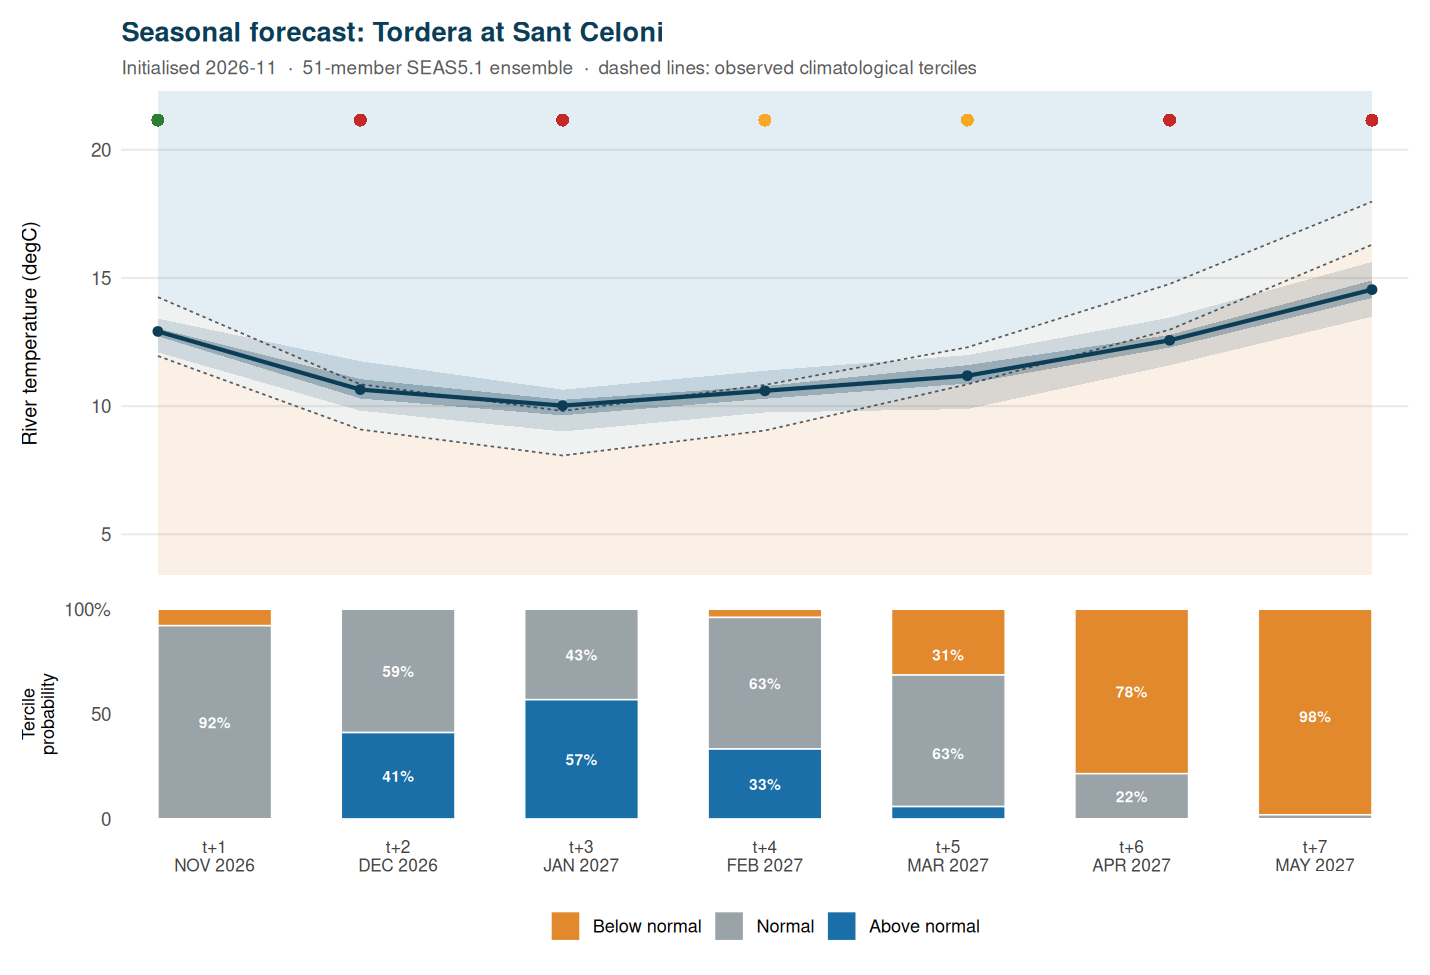 Seasonal forecast: Tordera at Sant Celoni
Initialised 2026-11 · 51-member SEAS5.1 ensemble · dashed lines: observed climatological terciles
River temperature (degC)
20
15
10
5
Tercile
probability
100%
50
0
92%
59%
41%
43%
57%
63%
33%
31%
63%
78%
22%
98%
t+1
NOV 2026
t+2
DEC 2026
t+3
JAN 2027
t+4
FEB 2027
t+5
MAR 2027
t+6
APR 2027
t+7
MAY 2027
Below normal
Normal
Above normal